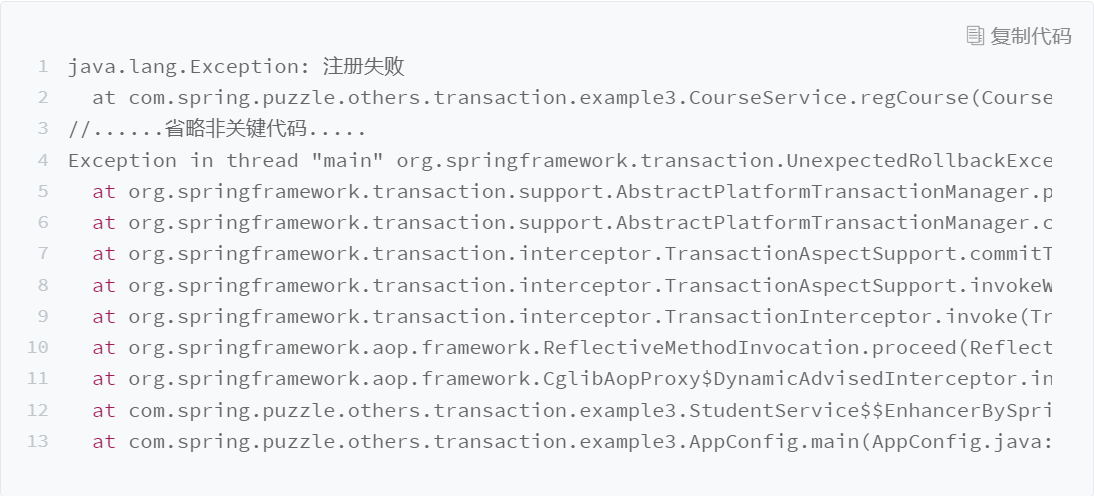 复制代码
1 java.lang.Exception: 注册失败
2 at com.spring.puzzle.others.transaction.example3.CourseService.regCourse(Course
3 //......省略非关键代码.....
4 Exception in thread "main" org.springframework.transaction.UnexpectedRollbackExce
5 at org.springframework.transaction.support.AbstractPlatformTransactionManager.p
6 at org.springframework.transaction.support.AbstractPlatformTransactionManager.c
7 at org.springframework.transaction.interceptor.TransactionAspectSupport.commitT
8 at org.springframework.transaction.interceptor.TransactionAspectSupport.invokeW
9 at org.springframework.transaction.interceptor.TransactionInterceptor.invoke(Tr
10 at org.springframework.aop.framework.ReflectiveMethodInvocation.proceed(Reflect
11 at org.springframework.aop.framework.CglibAopProxy$DynamicAdvisedInterceptor.in
12 at com.spring.puzzle.others.transaction.example3.StudentService$$EnhancerBySpri
13 at com.spring.puzzle.others.transaction.example3.AppConfig.main(AppConfig.java: